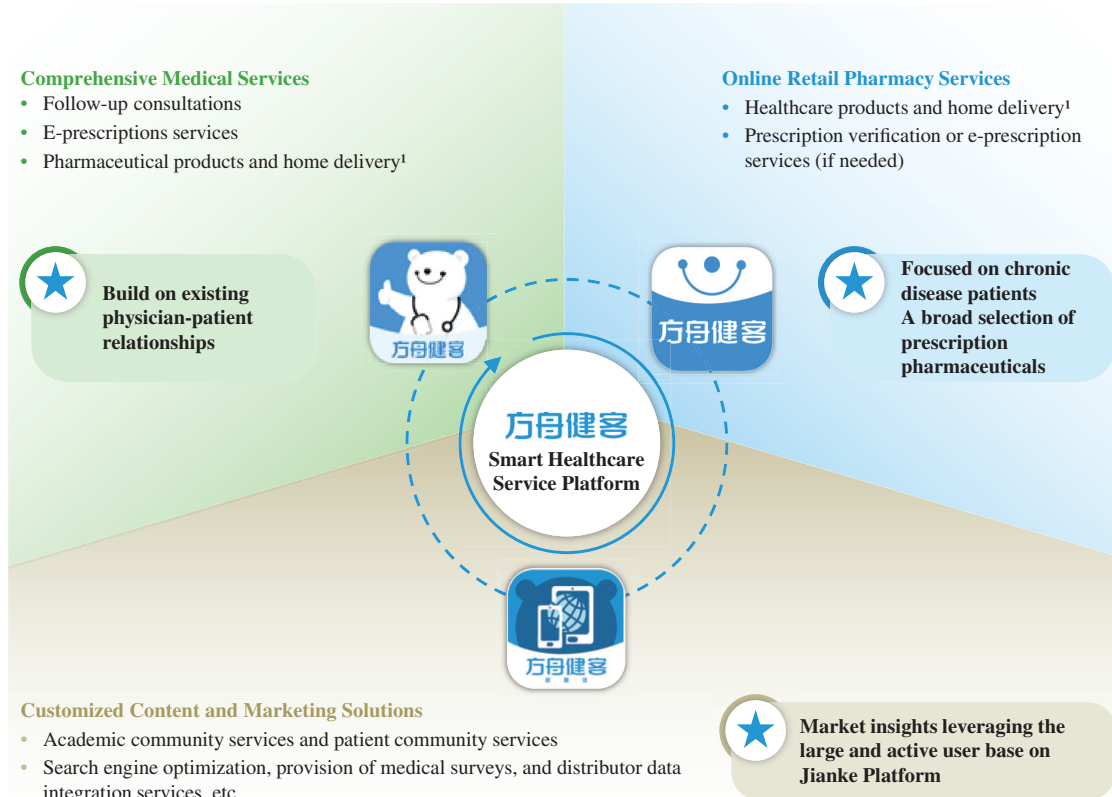 Comprehensive Medical Services
• Follow-up consultations
• E-prescriptions services
• Pharmaceutical products and home delivery¹
Online Retail Pharmacy Services
• Healthcare products and home delivery¹
• Prescription verification or e-prescription
services (if needed)
Build on existing
physician-patient
relationships
方舟健客
方舟健客
Focused on chronic
disease patients
A broad selection of
prescription
pharmaceuticals
方舟健客
Smart Healthcare
Service Platform
方舟健客
Customized Content and Marketing Solutions
• Academic community services and patient community services
• Search engine optimization, provision of medical surveys, and distributor data
integration services, etc
Market insights leveraging the
large and active user base on
Jianke Platform